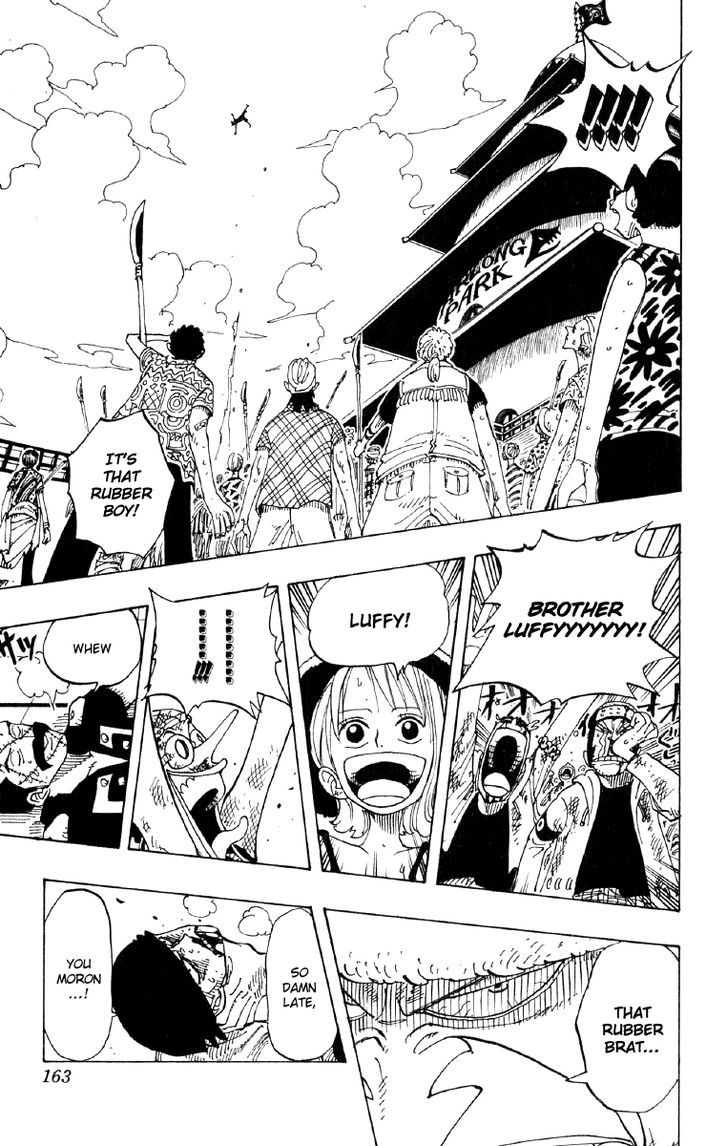 !!!!
ARLONG
PARK
IT'S
THAT
RUBBER
BOY!
BROTHER
LUFFYYYYYYY!
LUFFY!
!!!
WHEW
THAT
RUBBER
BRAT...
SO
DAMN
LATE,
YOU
MORON
...!
163